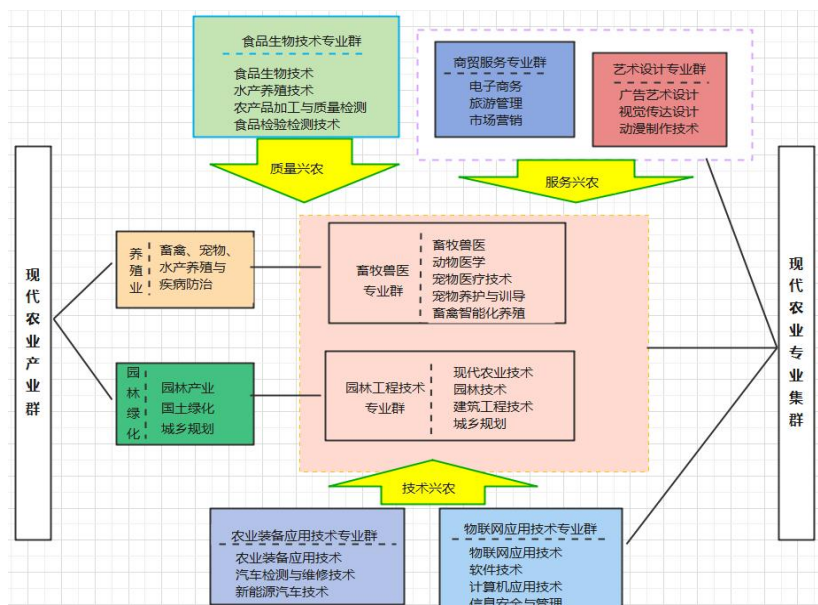 食品生物技术专业群
食品生物技术
水产养殖技术
农产品加工与质量检测
食品检验检测技术
商贸服务专业群
电子商务
旅游管理
市场营销
艺术设计专业群
广告艺术设计
视觉传达设计
动漫制作技术
质量兴农
服务兴农
现代农业产业群
养殖业
畜禽、宠物、
水产养殖与
疾病防治
畜牧兽医
专业群
畜牧兽医
动物医学
宠物医疗技术
宠物养护与训导
畜禽智能化养殖
园林绿化
园林产业
国土绿化
城乡规划
园林工程技术
专业群
现代农业技术
园林技术
建筑工程技术
城乡规划
现代农业专业集群
技术兴农
农业装备应用技术专业群
农业装备应用技术
汽车检测与维修技术
新能源汽车技术
物联网应用技术专业群
物联网应用技术
软件技术
计算机应用技术
信息安全与管理